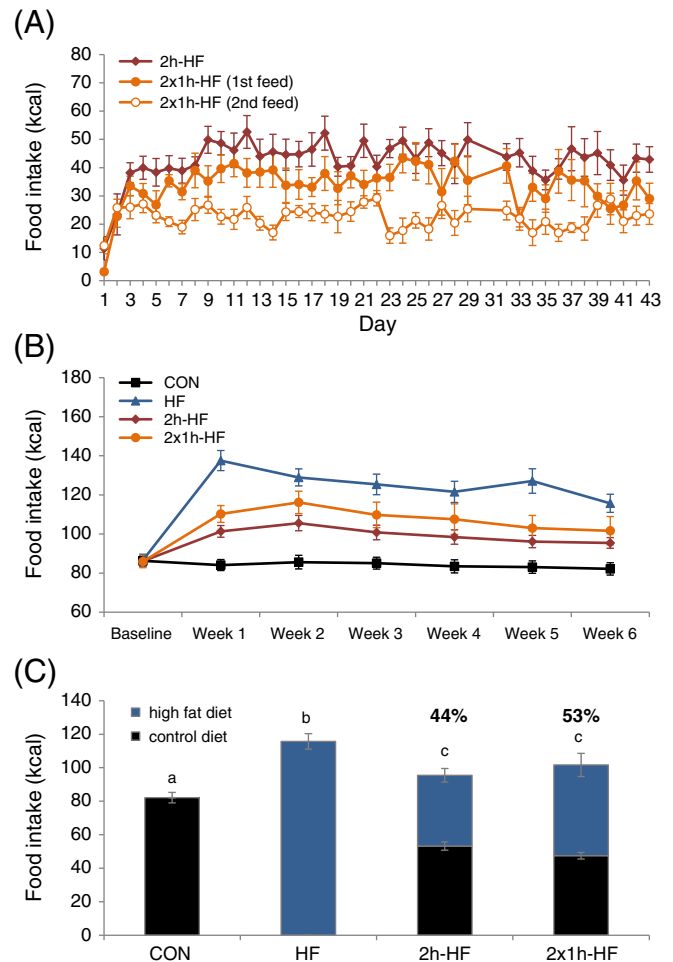 (A)
Food intake (kcal)
80
70
60
50
40
30
20
10
0
2h-HF
2x1h-HF (1st feed)
2x1h-HF (2nd feed)
1 3 5 7 9 11 13 15 17 19 21 23 25 26 27 29 31 32 33 35 37 39 41 43
Day
(B)
Food intake (kcal)
180
160
140
120
100
80
60
CON
HF
2h-HF
2x1h-HF
Baseline Week 1 Week 2 Week 3 Week 4 Week 5 Week 6
(C)
Food intake (kcal)
140
120
100
80
60
40
20
0
high fat diet
control diet
44% 53%
a b c c
CON HF 2h-HF 2x1h-HF